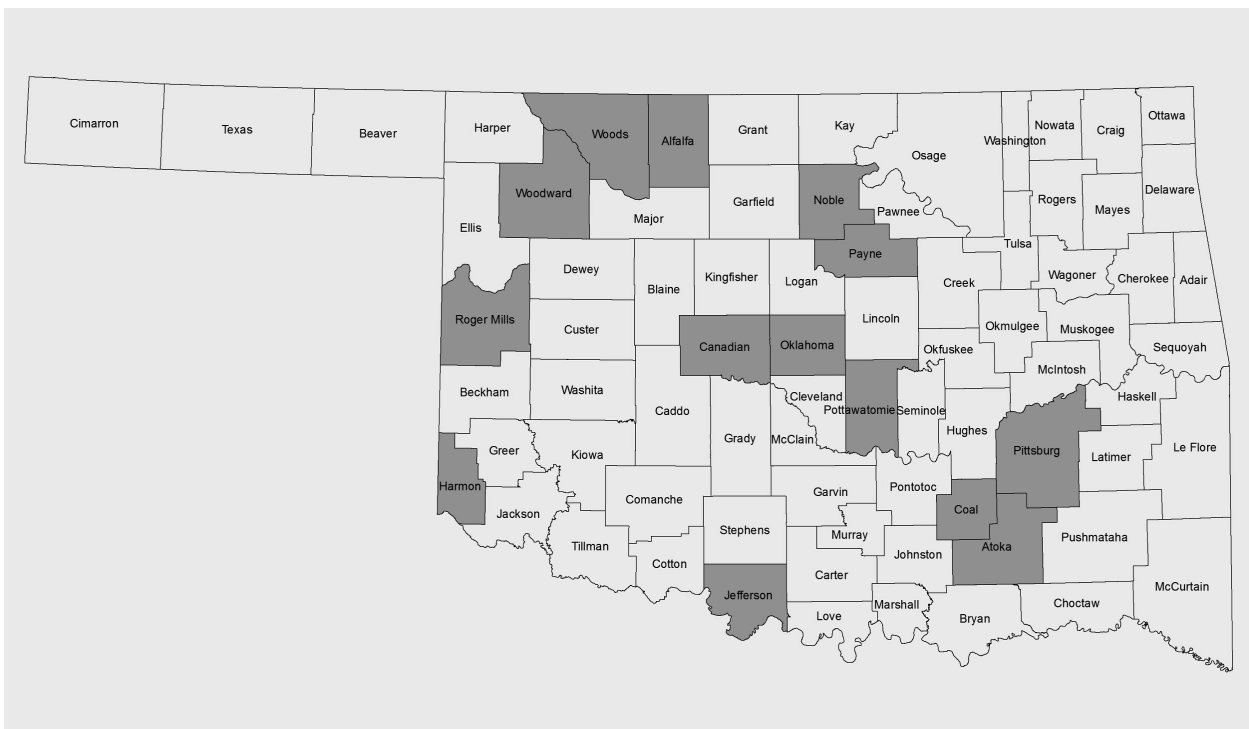 Cimarron
Texas
Beaver
Harper
Woods
Alfalfa
Grant
Kay
Osage
Washington
Nowata
Craig
Ottawa
Woodward
Noble
Garfield
Pawnee
Rogers
Mayes
Delaware
Ellis
Major
Payne
Tulsa
Dewey
Blaine
Kingfisher
Logan
Creek
Wagoner
Cherokee
Adair
Roger Mills
Custer
Canadian
Oklahoma
Lincoln
Okmulgee
Muskogee
Okfuskee
Sequoyah
McIntosh
Beckham
Washita
Caddo
Cleveland
Pottawatomie
Seminole
Haskell
Grady
McClain
Hughes
Greer
Kiowa
Pittsburg
Latimer
Le Flore
Harmon
Comanche
Garvin
Pontotoc
Coal
Jackson
Stephens
Murray
Tillman
Johnston
Atoka
Pushmataha
Cotton
Carter
McCurtain
Jefferson
Love
Marshall
Bryan
Choctaw